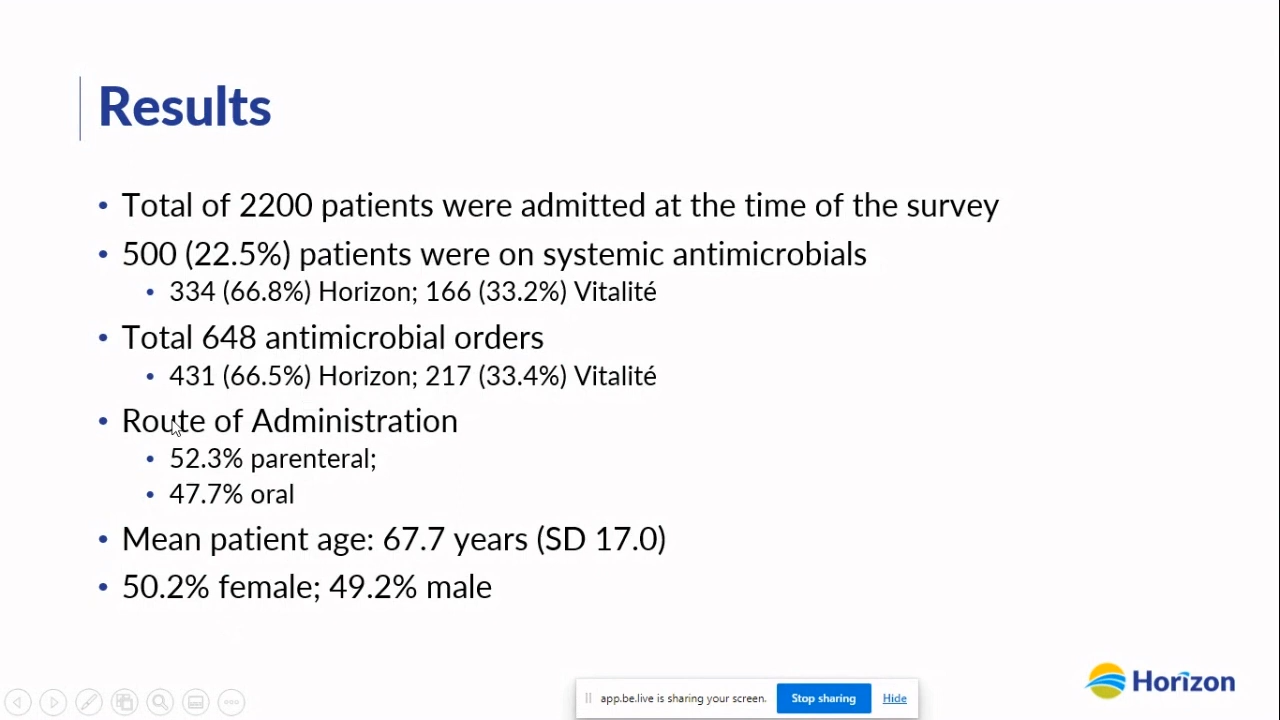 Results
• Total of 2200 patients were admitted at the time of the survey
• 500 (22.5%) patients were on systemic antimicrobials
• 334 (66.8%) Horizon; 166 (33.2%) Vitalité
• Total 648 antimicrobial orders
• 431 (66.5%) Horizon; 217 (33.4%) Vitalité
• Route of Administration
• 52.3% parenteral;
• 47.7% oral
• Mean patient age: 67.7 years (SD 17.0)
• 50.2% female; 49.2% male
Horizon
app.be.live is sharing your screen. Stop sharing Hide